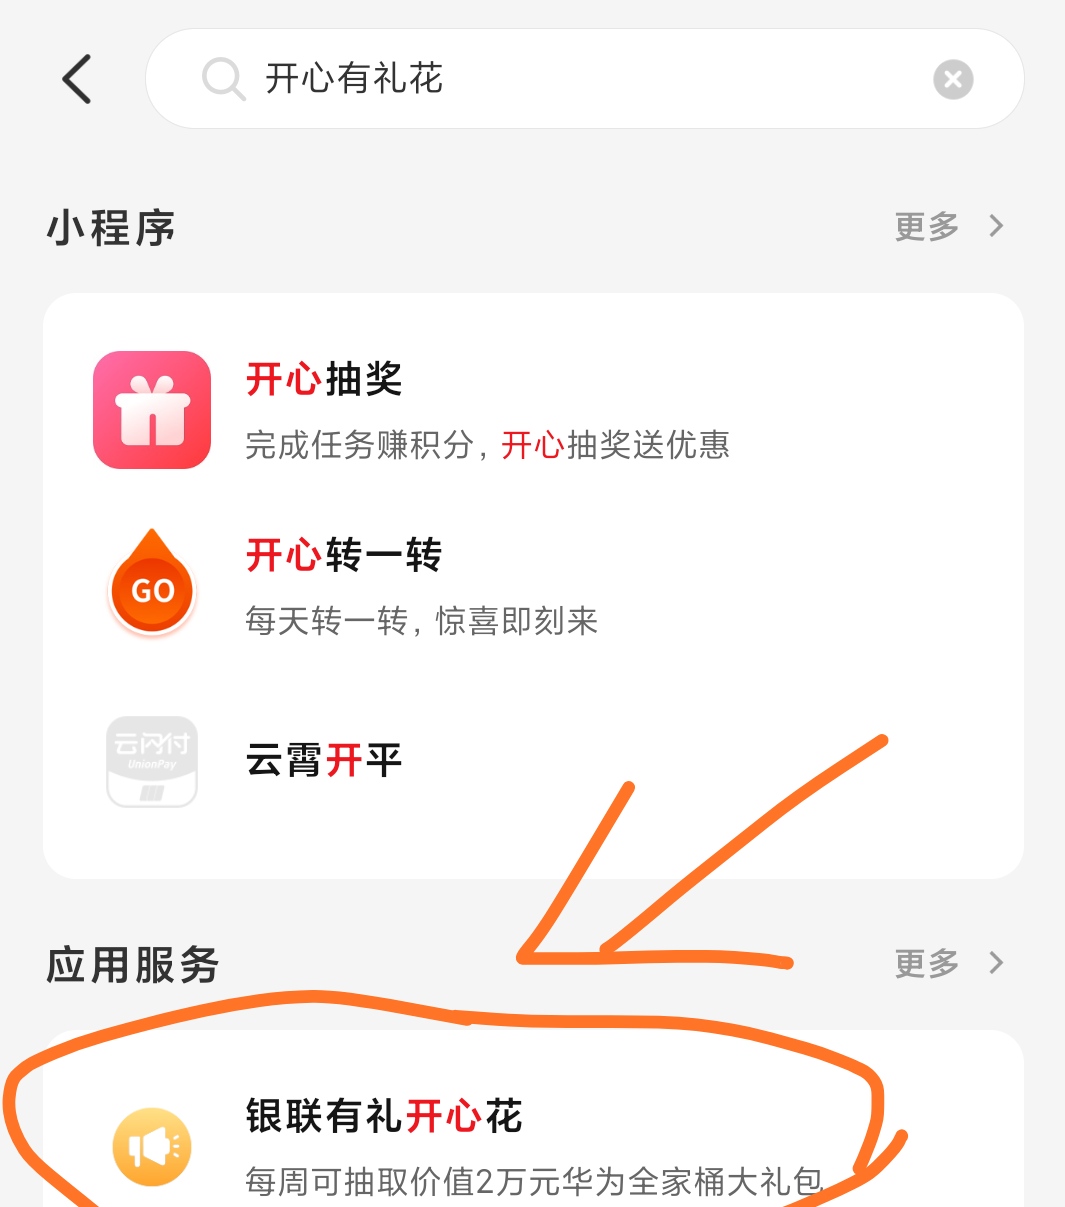 开心有礼花
小程序
更多
开心抽奖
完成任务赚积分，开心抽奖送优惠
GO
开心转一转
每天转一转，惊喜即刻来
云闪付
UnionPay
云霄开平
应用服务
更多
银联有礼开心花
每周可抽取价值2万元华为全家桶大礼包